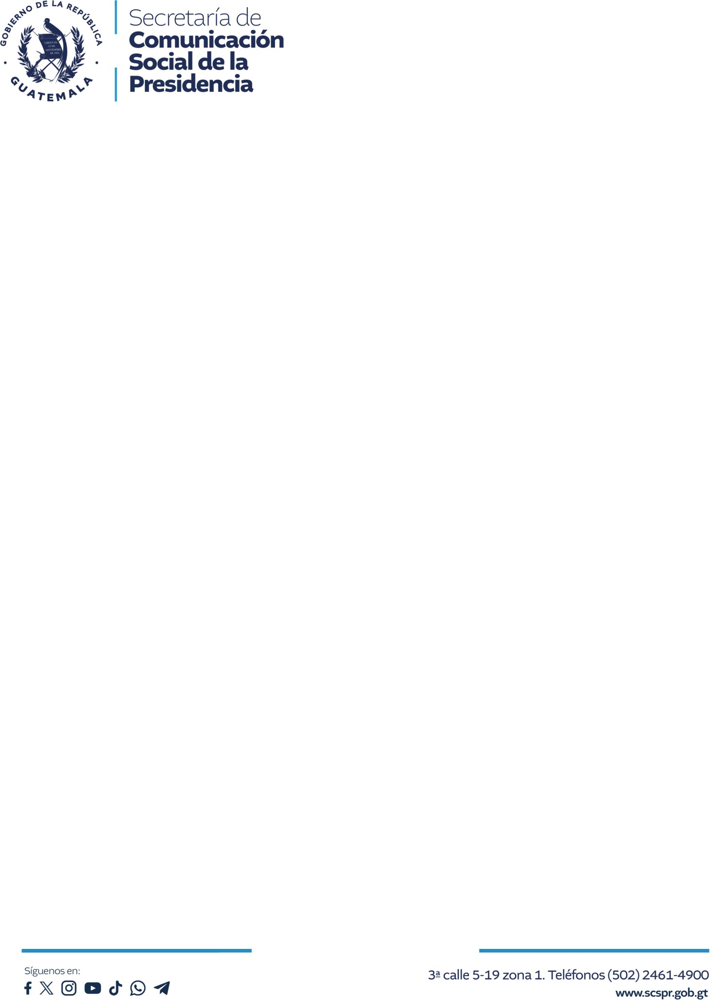 GOBIERNO DE LA REPÚBLICA
GUATEMALA
LIBERTAD
15 DE
SEPTIEMBRE
DE 1821
Secretaría de
Comunicación
Social de la
Presidencia
Síguenos en:
3ª calle 5-19 zona 1. Teléfonos (502) 2461-4900
www.scspr.gob.gt